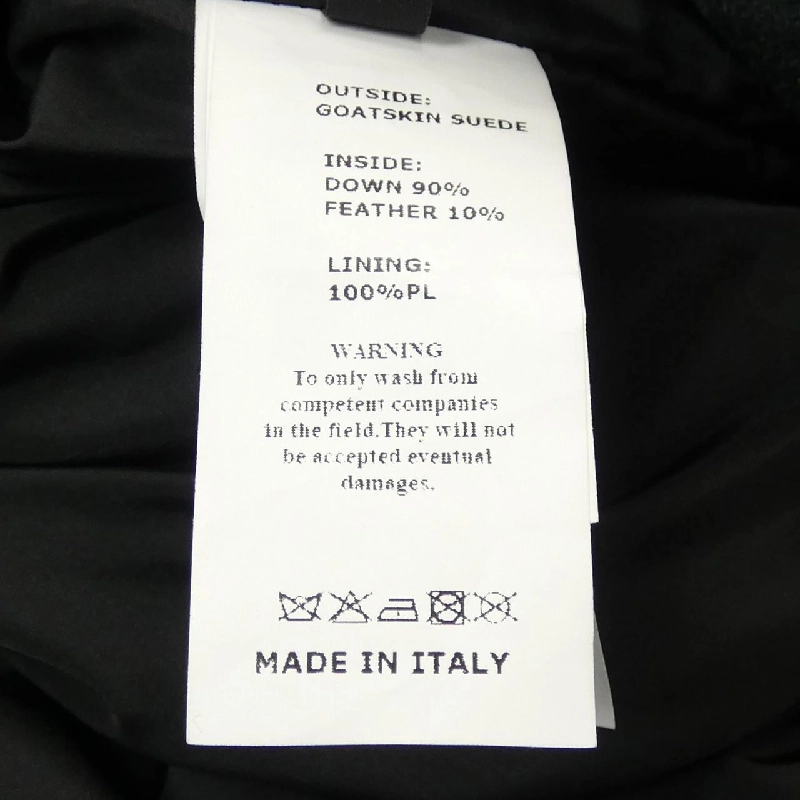 OUTSIDE:
GOATSKIN SUEDE
INSIDE:
DOWN 90%
FEATHER 10%
LINING:
100%PL
WARNING
To only wash from
competent companies
in the field.They will not
be accepted eventual
damages.
MADE IN ITALY